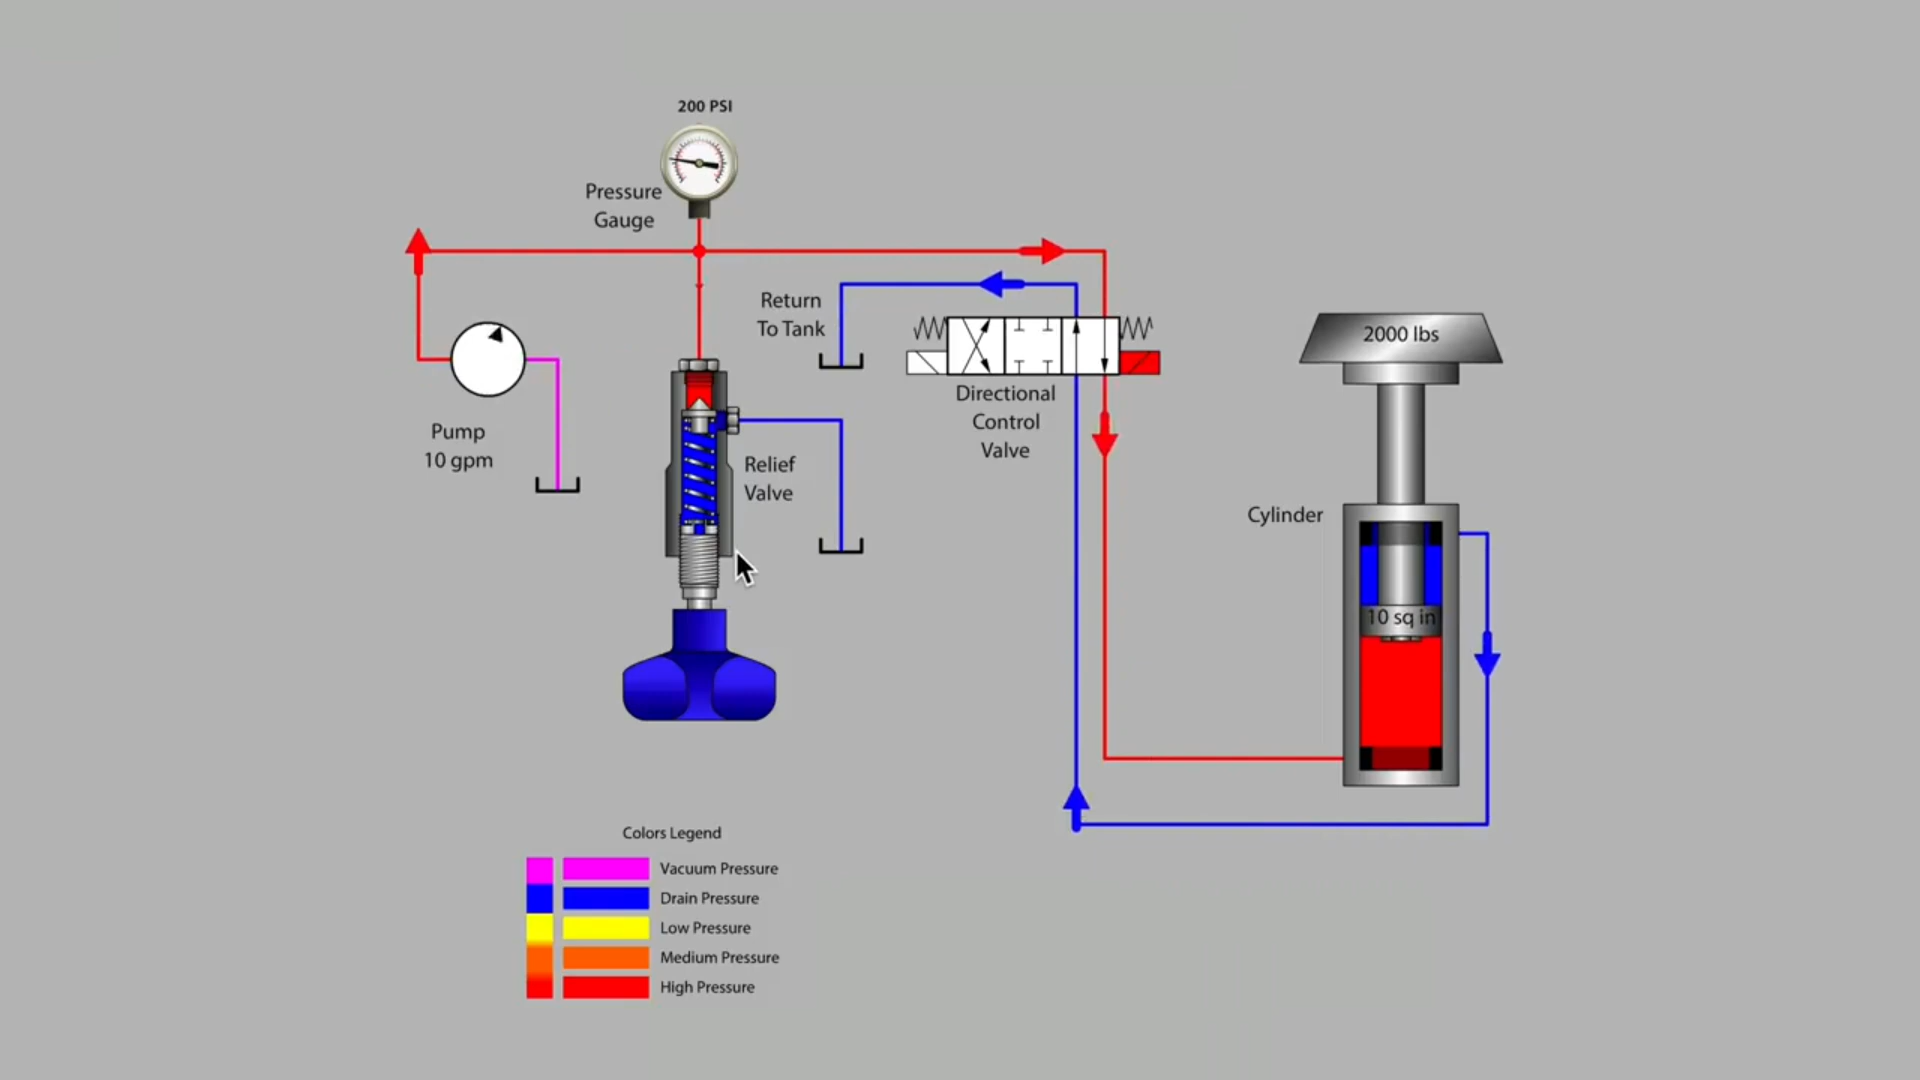 200 PSI
Pressure
Gauge
Return
To Tank
2000 lbs
Directional
Control
Valve
Pump
10 gpm
Relief
Valve
Cylinder
10 sq in
Colors Legend
Vacuum Pressure
Drain Pressure
Low Pressure
Medium Pressure
High Pressure